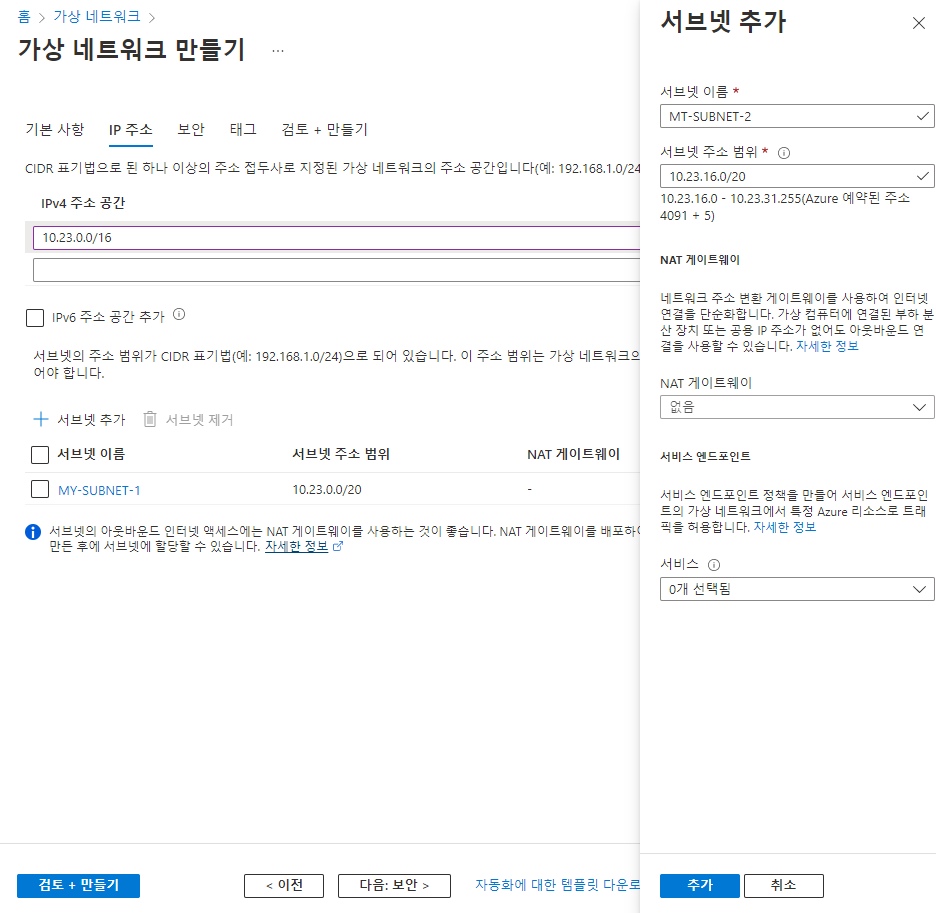 홈 > 가상 네트워크 >
가상 네트워크 만들기 ...
기본 사항 IP 주소 보안 태그 검토 + 만들기
CIDR 표기법으로 된 하나 이상의 주소 접두사로 지정된 가상 네트워크의 주소 공간입니다(예: 192.168.1.0/24
IPv4 주소 공간
10.23.0.0/16
IPv6 주소 공간 추가
서브넷의 주소 범위가 CIDR 표기법(예: 192.168.1.0/24)으로 되어 있습니다. 이 주소 범위는 가상 네트워크의
어야 합니다.
서브넷 추가 서브넷 제거
서브넷 이름 서브넷 주소 범위 NAT 게이트웨이
MY-SUBNET-1 10.23.0.0/20 -
서브넷의 아웃바운드 인터넷 액세스에는 NAT 게이트웨이를 사용하는 것이 좋습니다. NAT 게이트웨이를 배포하
만든 후에 서브넷에 할당할 수 있습니다. 자세한 정보
검토 + 만들기 < 이전 다음: 보안 > 자동화에 대한 템플릿 다운로
서브넷 추가
서브넷 이름 *
MT-SUBNET-2
서브넷 주소 범위 *
10.23.16.0/20
10.23.16.0 - 10.23.31.255(Azure 예약된 주소
4091 + 5)
NAT 게이트웨이
네트워크 주소 변환 게이트웨이를 사용하여 인터넷
연결을 단순화합니다. 가상 컴퓨터에 연결된 부하 분
산 장치 또는 공용 IP 주소가 없어도 아웃바운드 연
결을 사용할 수 있습니다. 자세한 정보
NAT 게이트웨이
없음
서비스 엔드포인트
서비스 엔드포인트 정책을 만들어 서비스 엔드포인
트의 가상 네트워크에서 특정 Azure 리소스로 트래
픽을 허용합니다. 자세한 정보
서비스
0개 선택됨
추가 취소